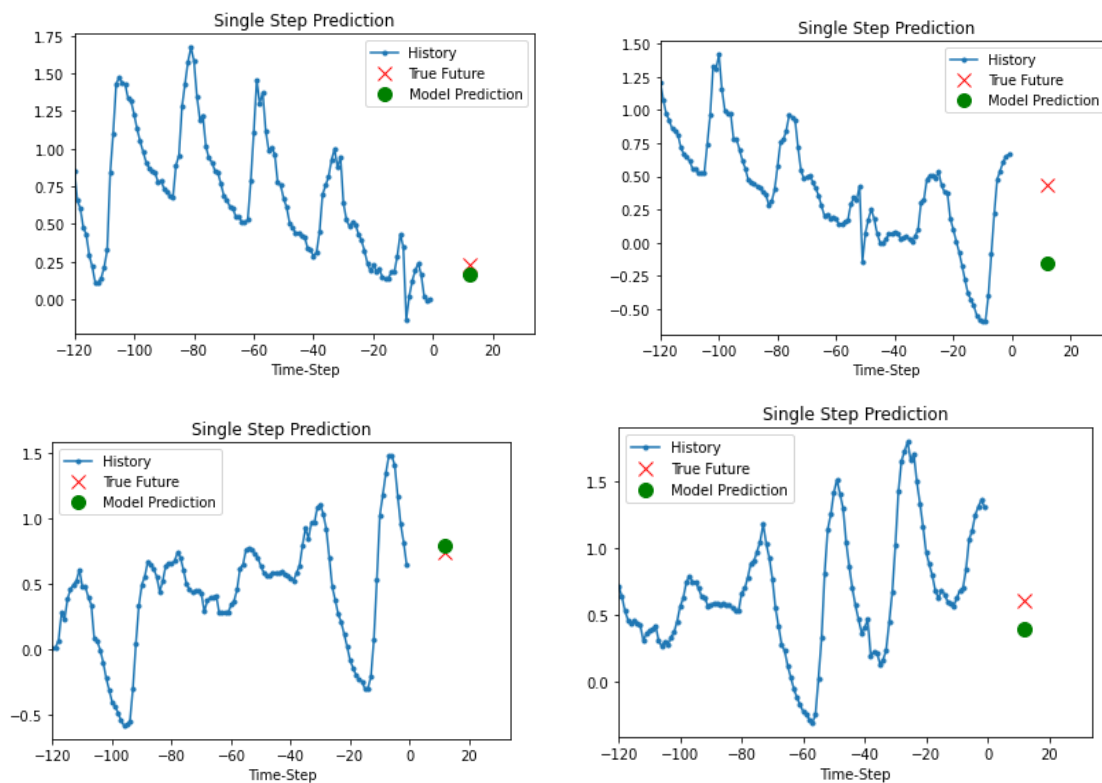 Single Step Prediction
1.75
1.50
1.25
1.00
0.75
0.50
0.25
0.00
History
True Future
Model Prediction
−120 −100 −80 −60 −40 −20 0 20
Time-Step
Single Step Prediction
1.50
1.25
1.00
0.75
0.50
0.25
0.00
−0.25
−0.50
History
True Future
Model Prediction
−120 −100 −80 −60 −40 −20 0 20
Time-Step
Single Step Prediction
1.5
1.0
0.5
0.0
−0.5
History
True Future
Model Prediction
−120 −100 −80 −60 −40 −20 0 20
Time-Step
Single Step Prediction
1.5
1.0
0.5
0.0
History
True Future
Model Prediction
−120 −100 −80 −60 −40 −20 0 20
Time-Step